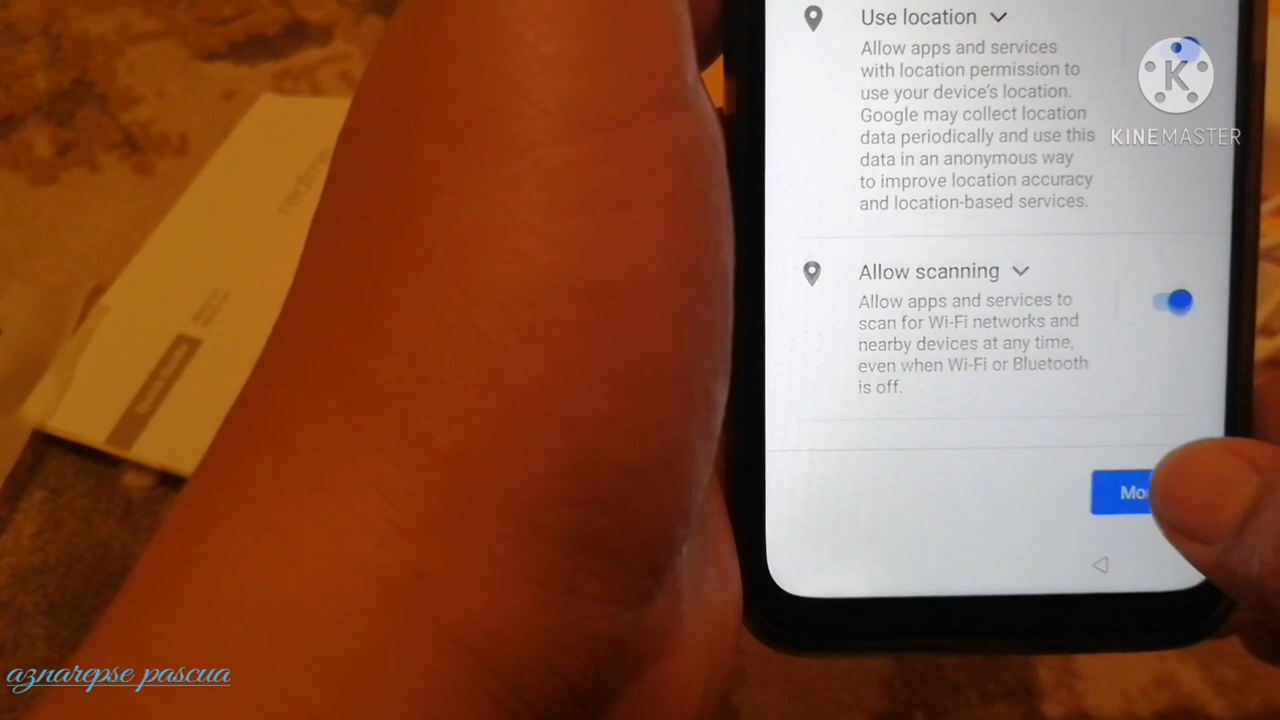 Use location
Allow apps and services
with location permission to
use your device's location.
Google may collect location
data periodically and use this
data in an anonymous way
to improve location accuracy
and location-based services.
Allow scanning
Allow apps and services to
scan for Wi-Fi networks and
nearby devices at any time,
even when Wi-Fi or Bluetooth
is off.
K
KINEMASTER
realme
aznarepse pascua